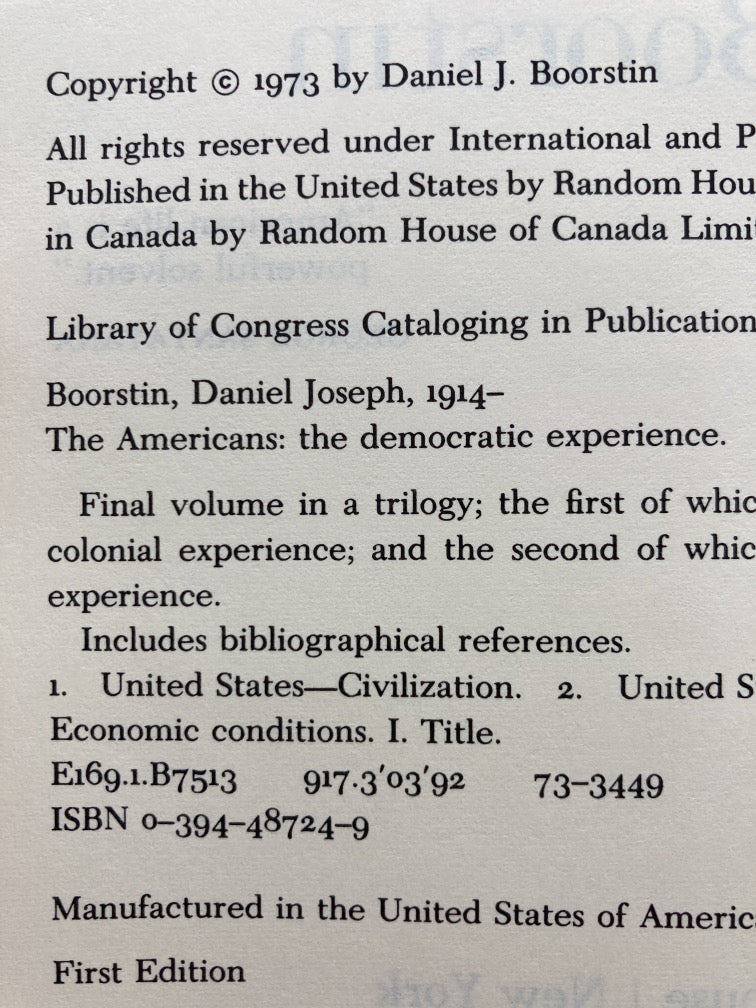 Copyright © 1973 by Daniel J. Boorstin
All rights reserved under International and P
Published in the United States by Random Hou
in Canada by Random House of Canada Limi
Library of Congress Cataloging in Publication
Boorstin, Daniel Joseph, 1914–
The Americans: the democratic experience.
Final volume in a trilogy; the first of whic
colonial experience; and the second of whic
experience.
Includes bibliographical references.
1. United States—Civilization. 2. United S
Economic conditions. I. Title.
E169.1.B7513 917.3'03'92 73–3449
ISBN 0–394–48724–9
Manufactured in the United States of Americ
First Edition